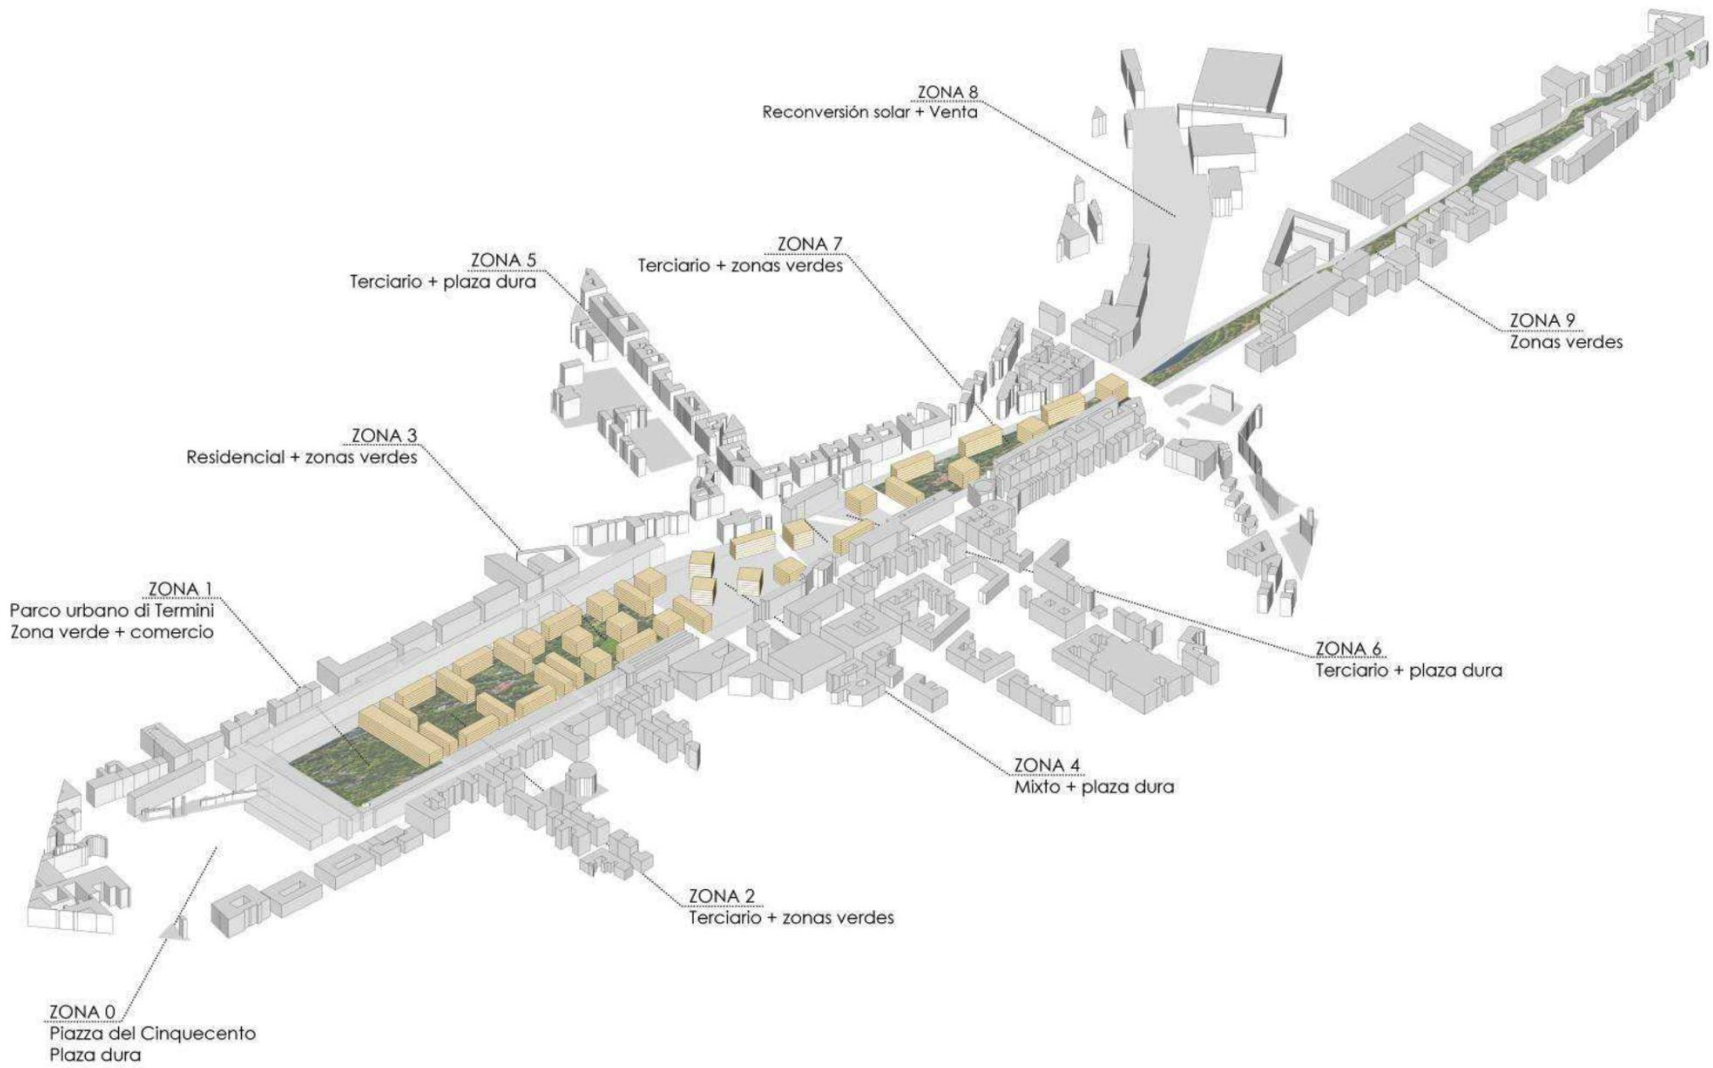 ZONA 8
Reconversión solar + Venta
ZONA 7
Terciario + zonas verdes
ZONA 5
Terciario + plaza dura
ZONA 9
Zonas verdes
ZONA 3
Residencial + zonas verdes
ZONA 1
Parco urbano di Termini
Zona verde + comercio
ZONA 6
Terciario + plaza dura
ZONA 4
Mixto + plaza dura
ZONA 2
Terciario + zonas verdes
ZONA 0
Piazza del Cinquecento
Plaza dura